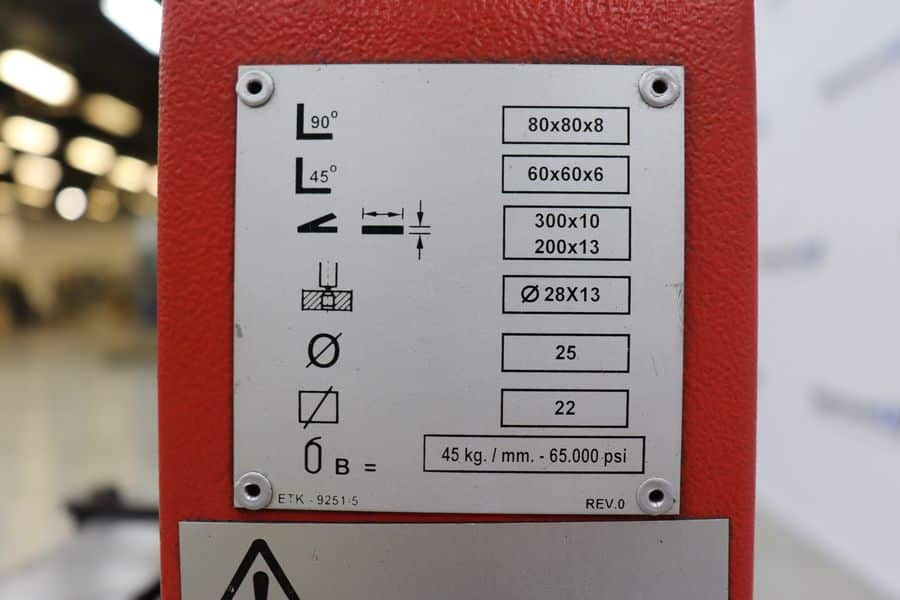 90° 80x80x8
45° 60x60x6
300x10
200x13
Ø 28X13
Ø 25
22
B = 45 kg. / mm. - 65.000 psi
ETK - 9251-5 REV.0